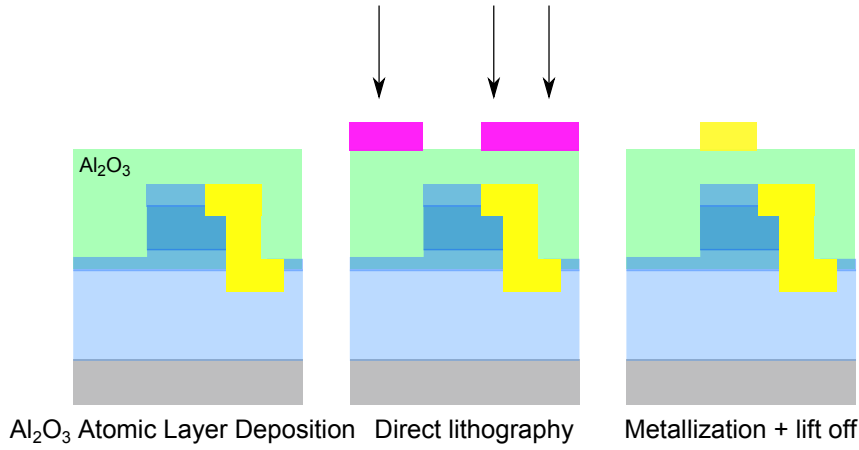 Al₂O₃
Al₂O₃ Atomic Layer Deposition
Direct lithography
Metallization + lift off